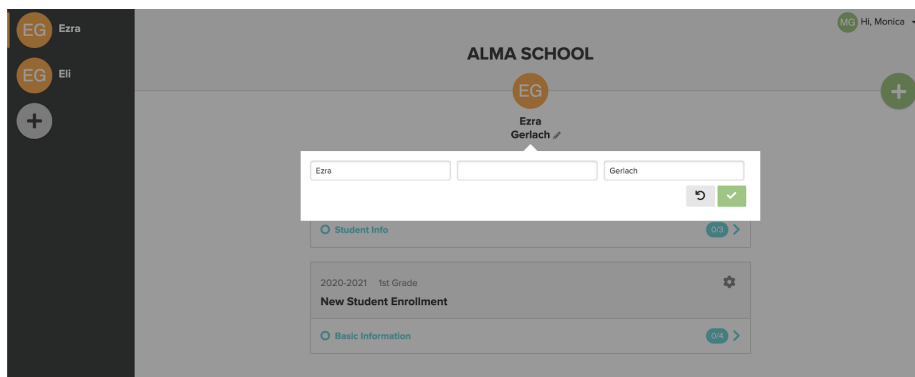 EG Ezra
EG Eli
MG Hi, Monica
ALMA SCHOOL
EG
Ezra
Gerlach
Ezra
Gerlach
Student Info 0/3
2020-2021 1st Grade
New Student Enrollment
Basic Information 0/4